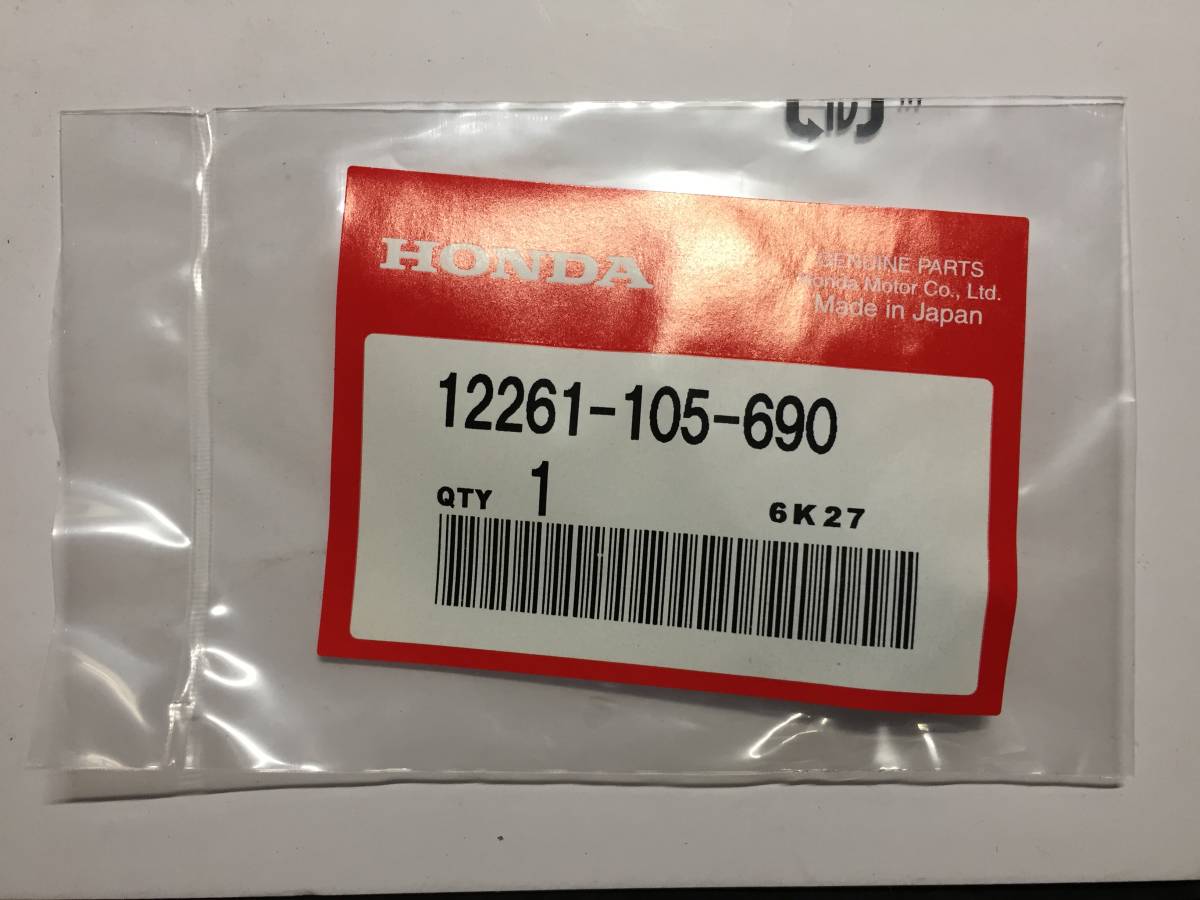 HONDA
GENUINE PARTS
Honda Motor Co., Ltd.
Made in Japan
12261-105-690
QTY 1 6K27